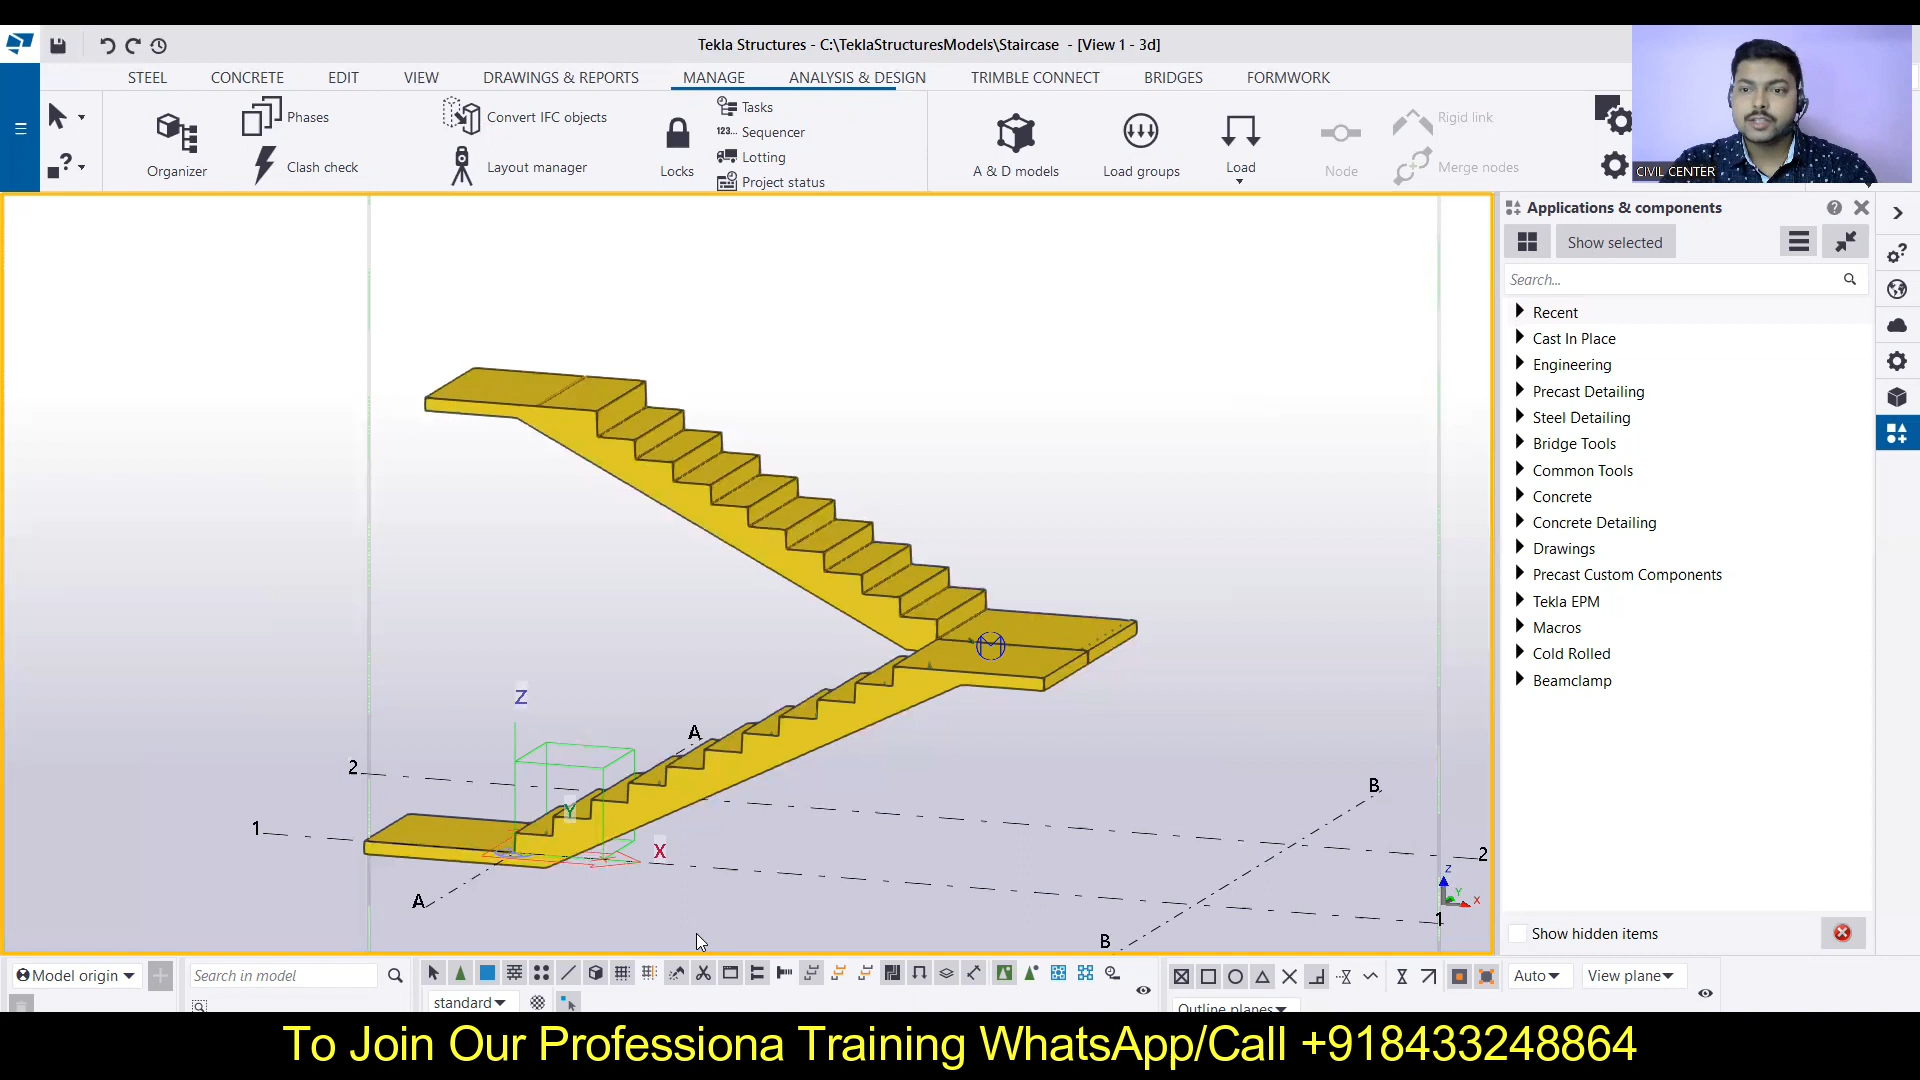 Tekla Structures - C:\TeklaStructuresModels\Staircase - [View 1 - 3d]
STEEL CONCRETE EDIT VIEW DRAWINGS & REPORTS MANAGE ANALYSIS & DESIGN TRIMBLE CONNECT BRIDGES FORMWORK
Organizer
Phases
Clash check
Convert IFC objects
Layout manager
Locks
Tasks
123... Sequencer
Lotting
Project status
A & D models
Load groups
Load
Node
Rigid link
Merge nodes
CIVIL CENTER
Applications & components
Show selected
Search...
Recent
Cast In Place
Engineering
Precast Detailing
Steel Detailing
Bridge Tools
Common Tools
Concrete
Concrete Detailing
Drawings
Precast Custom Components
Tekla EPM
Macros
Cold Rolled
Beamclamp
Show hidden items
Z
A
2
B
Y
1
X
2
A
1
B
Z
Y
X
Model origin
Search in model
standard
Auto
View plane
Outline planes
To Join Our Professiona Training WhatsApp/Call +918433248864